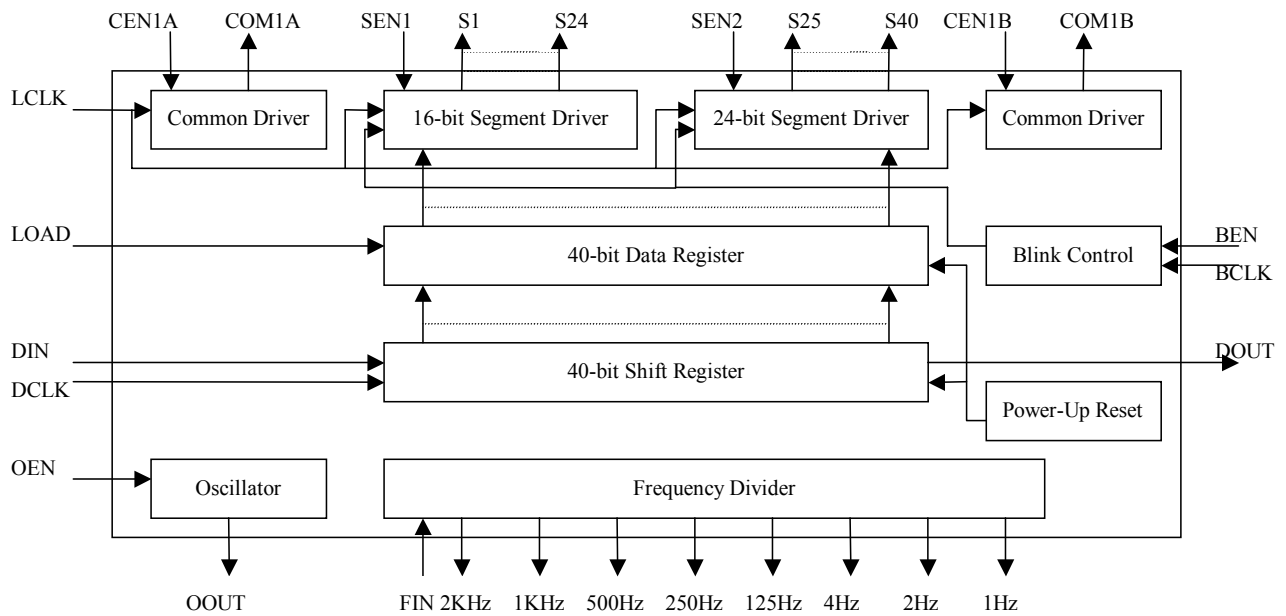 CEN1A COM1A SEN1 S1 S24 SEN2 S25 S40 CEN1B COM1B
LCLK
Common Driver 16-bit Segment Driver 24-bit Segment Driver Common Driver
LOAD
40-bit Data Register
Blink Control
BEN
BCLK
DIN
DCLK
40-bit Shift Register
DOUT
Power-Up Reset
OEN
Oscillator
Frequency Divider
OOUT FIN 2KHz 1KHz 500Hz 250Hz 125Hz 4Hz 2Hz 1Hz